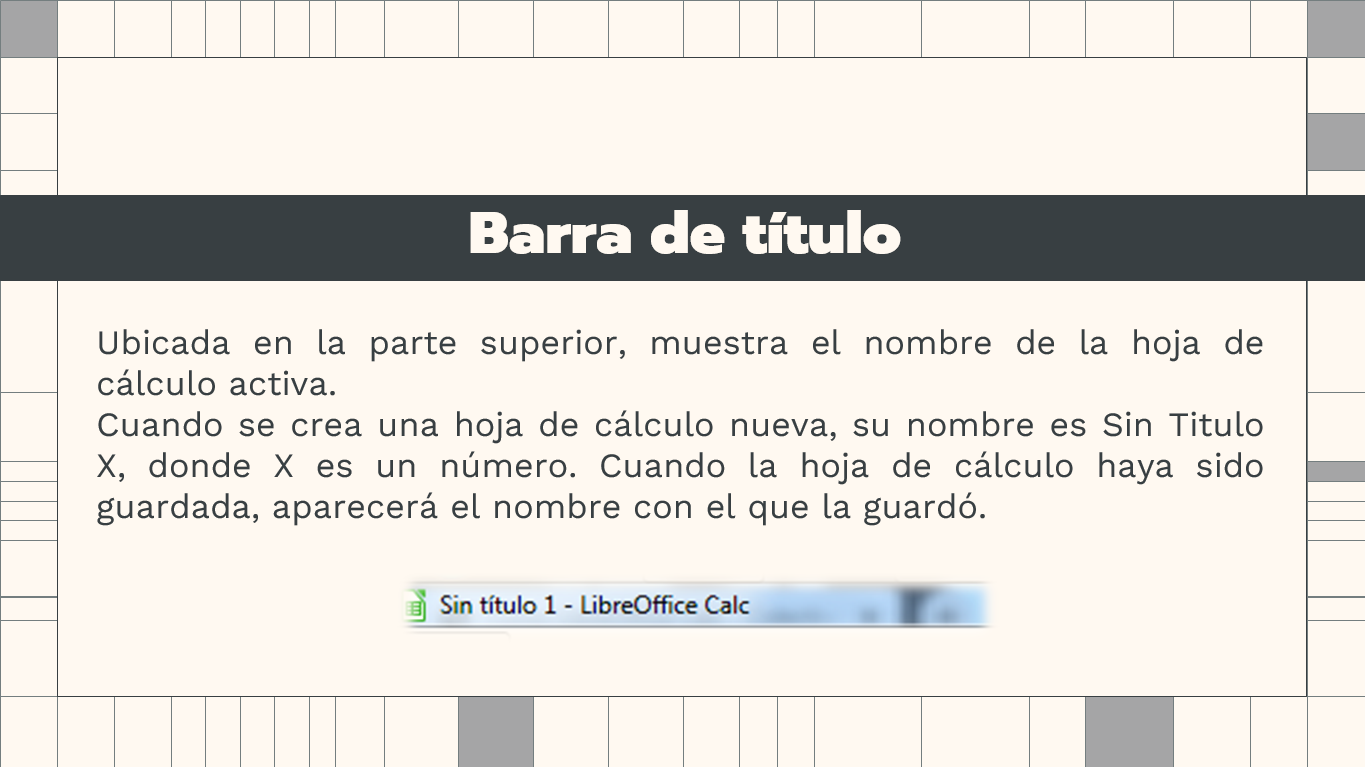 Barra de título
Ubicada en la parte superior, muestra el nombre de la hoja de
cálculo activa.
Cuando se crea una hoja de cálculo nueva, su nombre es Sin Titulo
X, donde X es un número. Cuando la hoja de cálculo haya sido
guardada, aparecerá el nombre con el que la guardó.
Sin título 1 - LibreOffice Calc